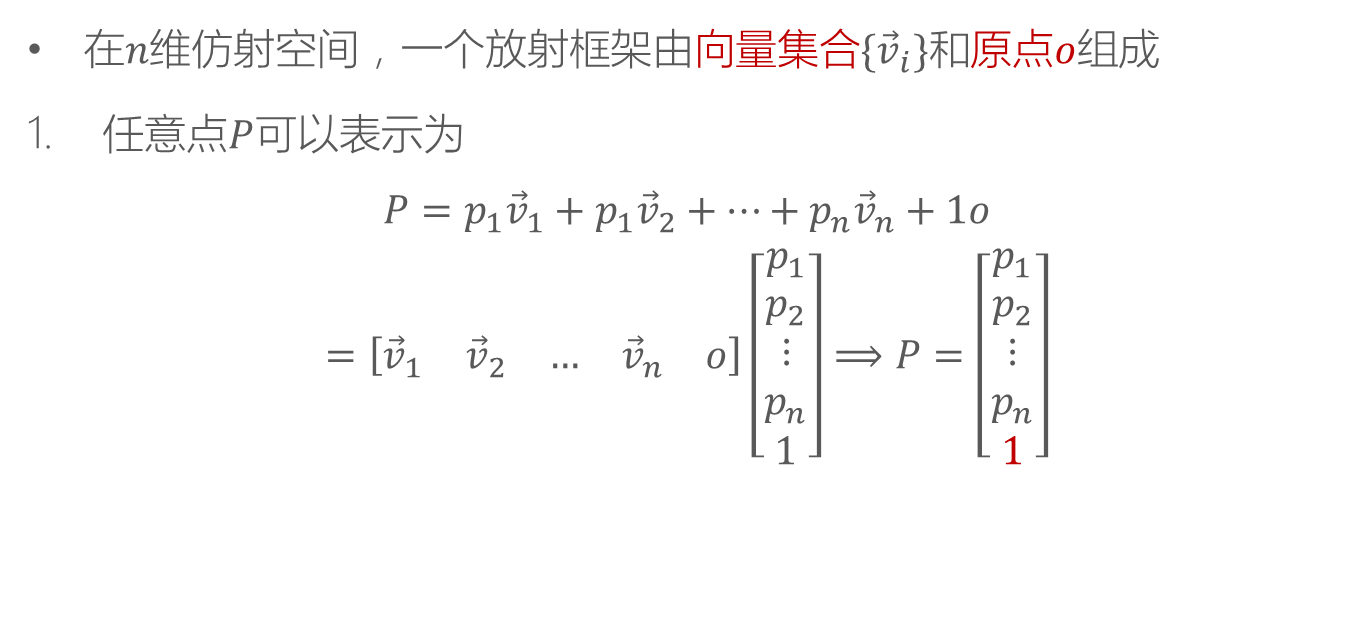 • 在n维仿射空间，一个放射框架由向量集合{v⃗ᵢ}和原点o组成
1. 任意点P可以表示为
P = p₁v⃗₁ + p₁v⃗₂ + ⋯ + pₙv⃗ₙ + 1o
= [v⃗₁ v⃗₂ … v⃗ₙ o] [p₁ p₂ ⋮ pₙ 1] ⟹ P = [p₁ p₂ ⋮ pₙ 1]